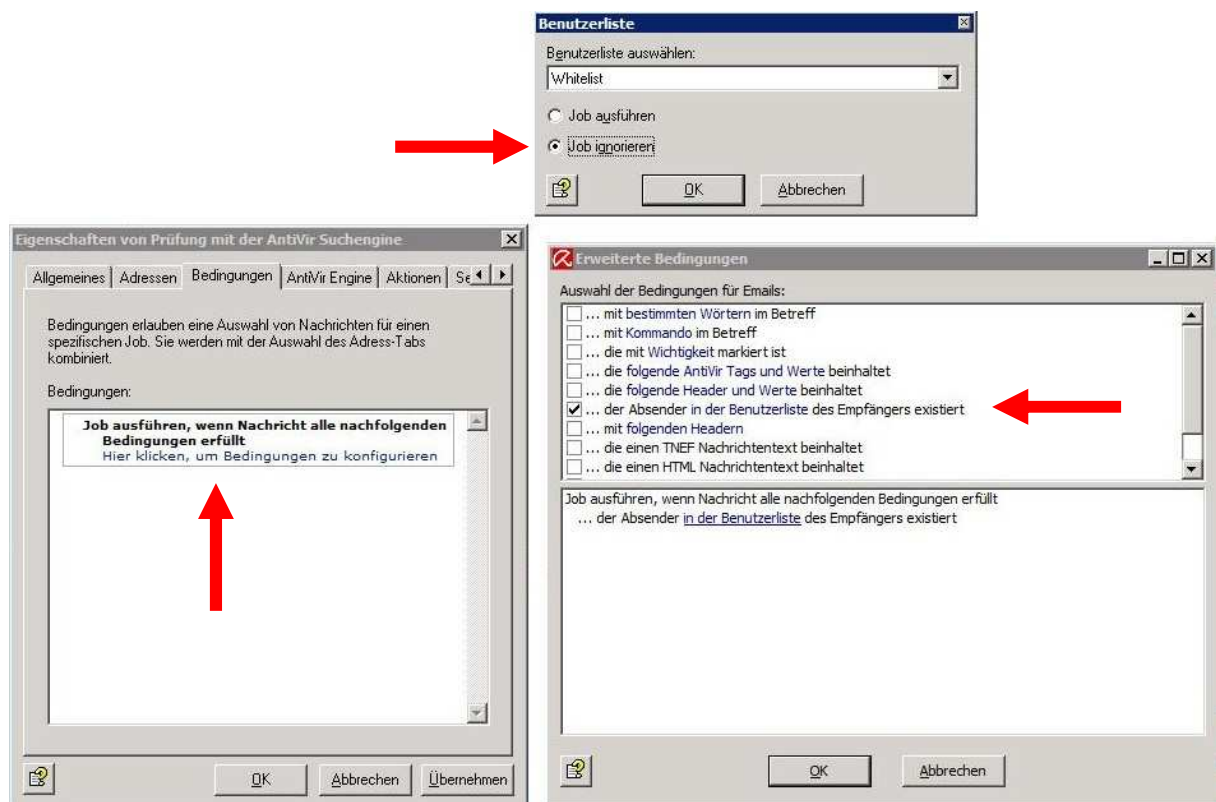 Benutzerliste
Benutzerliste auswählen:
Whitelist
Job ausführen
Job ignorieren
OK Abbrechen
Eigenschaften von Prüfung mit der AntiVir Suchengine
Allgemeines Adressen Bedingungen AntiVir Engine Aktionen Se
Bedingungen erlauben eine Auswahl von Nachrichten für einen
spezifischen Job. Sie werden mit der Auswahl des Adress-Tabs
kombiniert.
Bedingungen:
Job ausführen, wenn Nachricht alle nachfolgenden
Bedingungen erfüllt
Hier klicken, um Bedingungen zu konfigurieren
OK Abbrechen Übernehmen
Erweiterte Bedingungen
Auswahl der Bedingungen für Emails:
... mit bestimmten Wörtern im Betreff
... mit Kommando im Betreff
... die mit Wichtigkeit markiert ist
... die folgende AntiVir Tags und Werte beinhaltet
... die folgende Header und Werte beinhaltet
... der Absender in der Benutzerliste des Empfängers existiert
... mit folgenden Headern
... die einen TNEF Nachrichtentext beinhaltet
... die einen HTML Nachrichtentext beinhaltet
Job ausführen, wenn Nachricht alle nachfolgenden Bedingungen erfüllt
... der Absender in der Benutzerliste des Empfängers existiert
OK Abbrechen